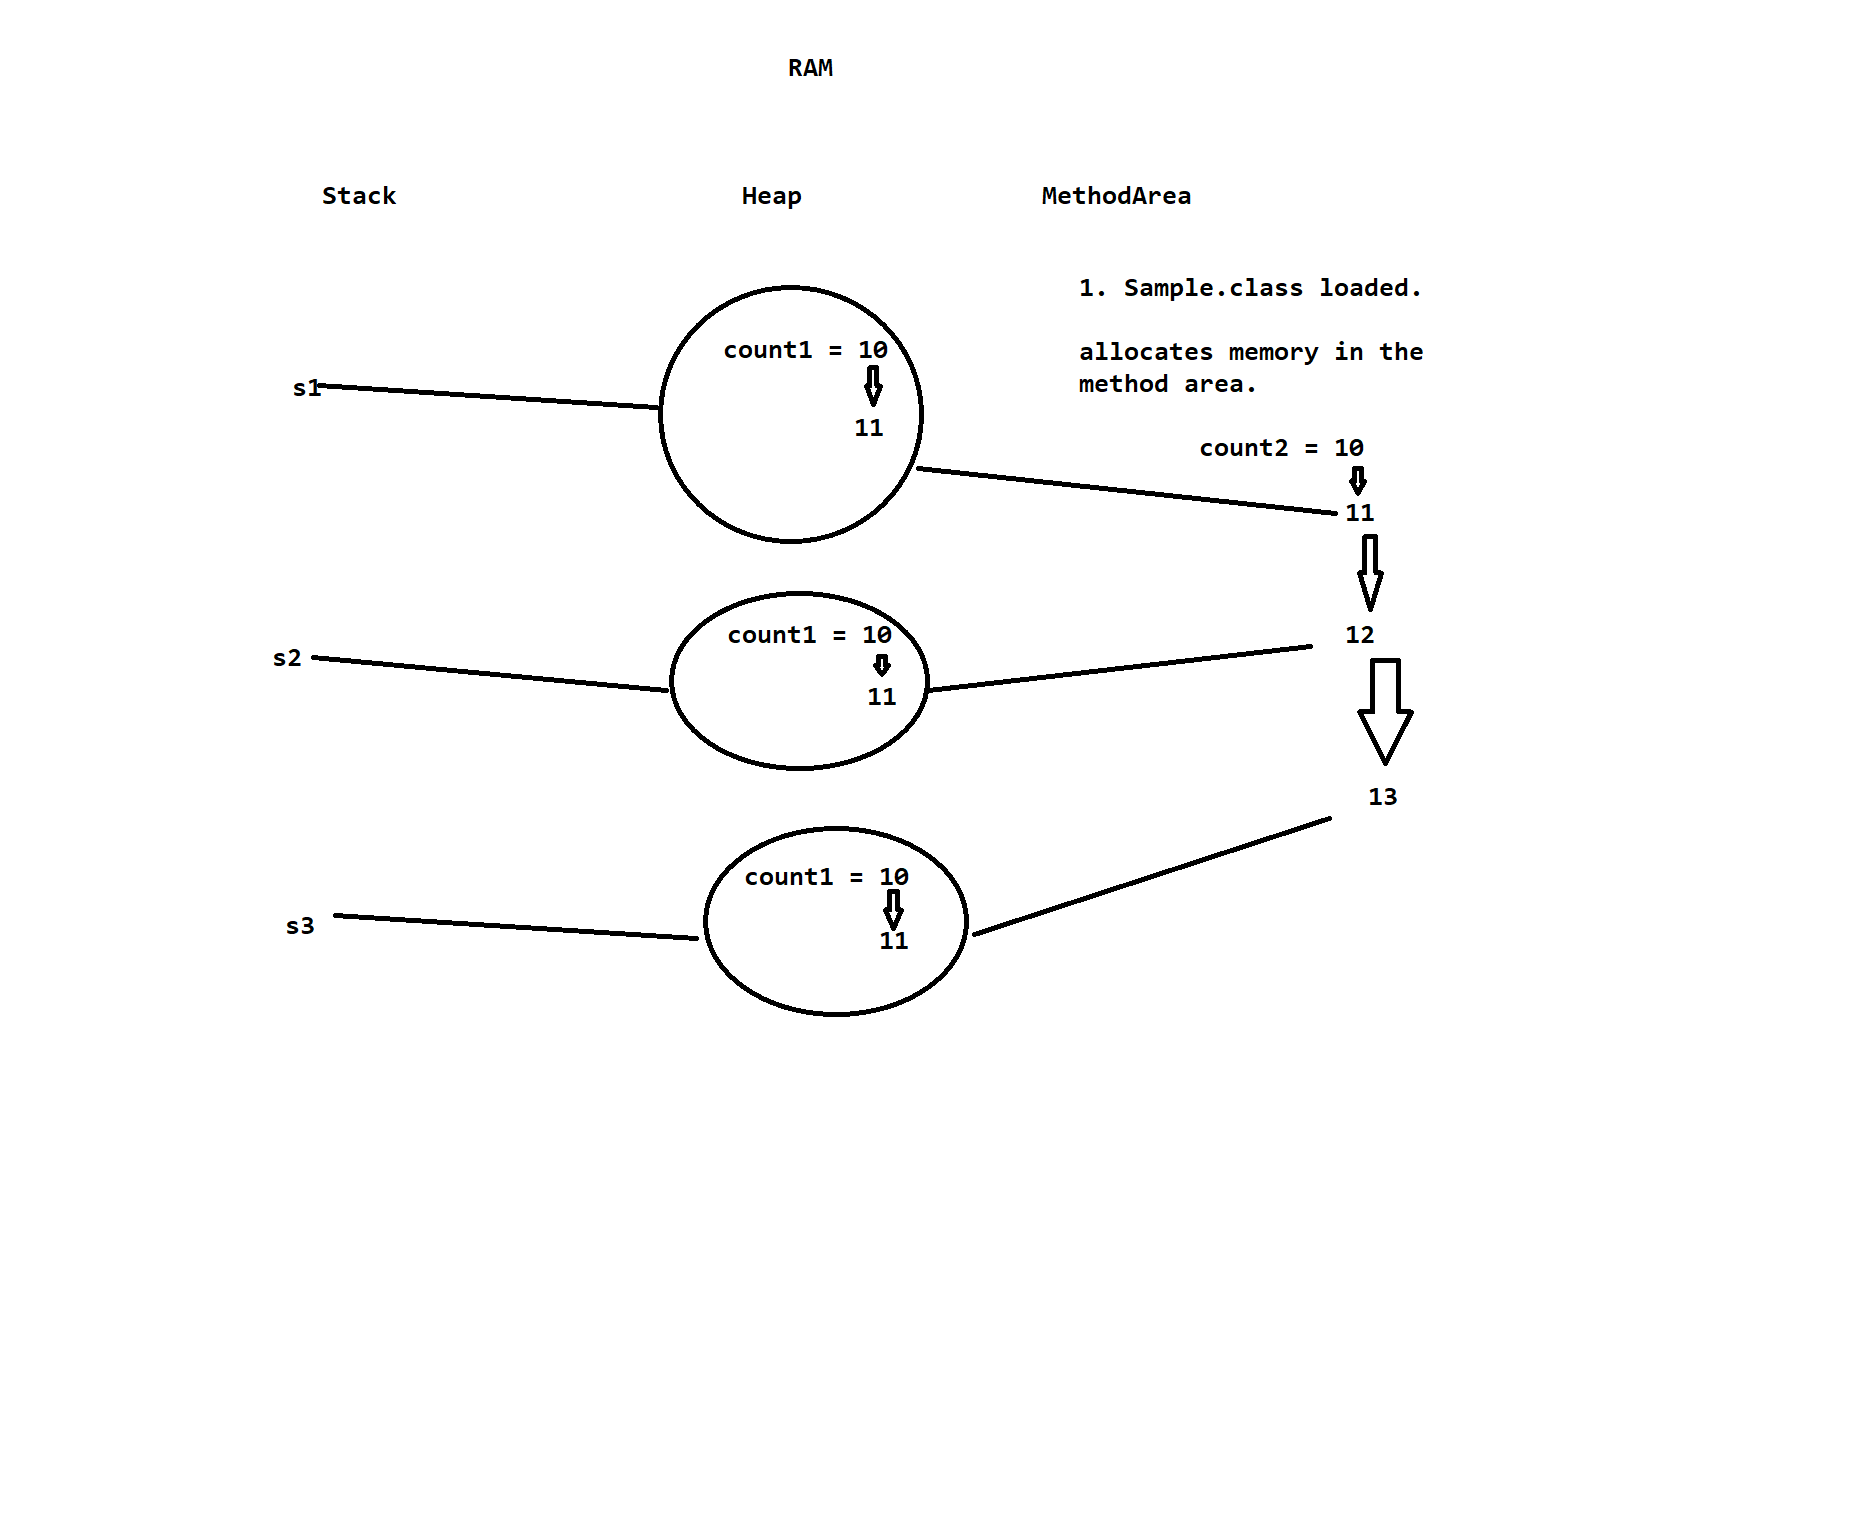 RAM
Stack
Heap
MethodArea
1. Sample.class loaded.
allocates memory in the
method area.
count1 = 10
s1
11
count2 = 10
11
count1 = 10
12
s2
11
13
count1 = 10
s3
11